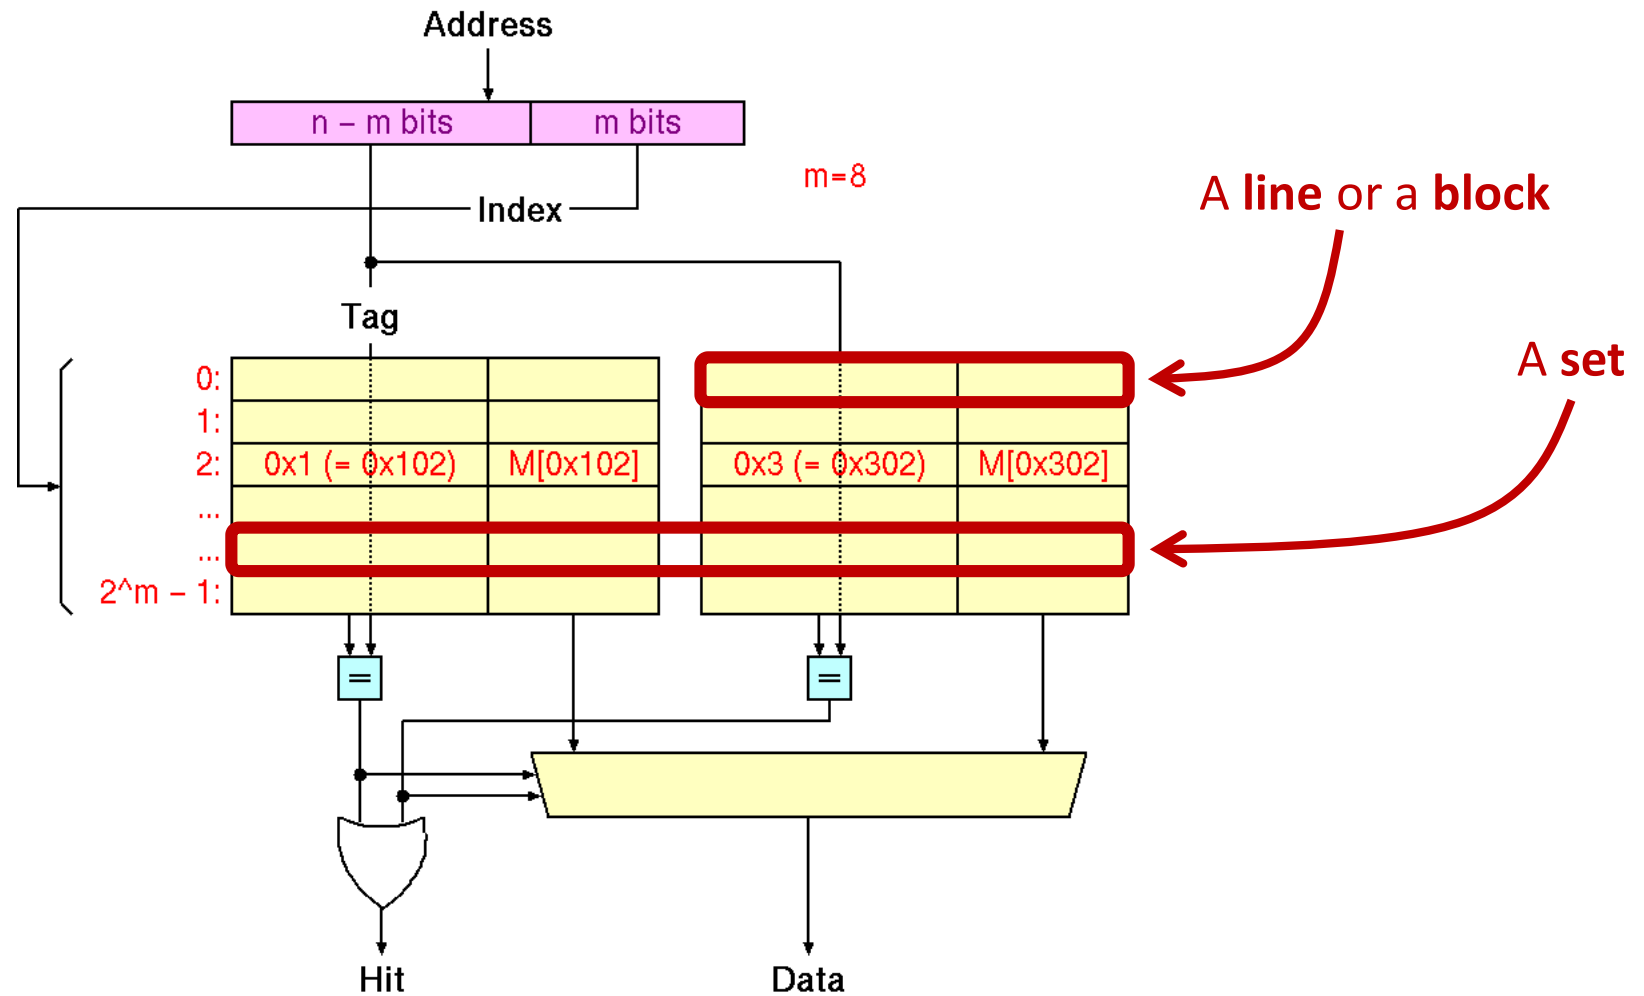 Address
n – m bits
m bits
m=8
A line or a block
Index
Tag
A set
0:
1:
2:
0x1 (= 0x102)
M[0x102]
0x3 (= 0x302)
M[0x302]
...
...
2^m – 1:
=
=
Hit
Data